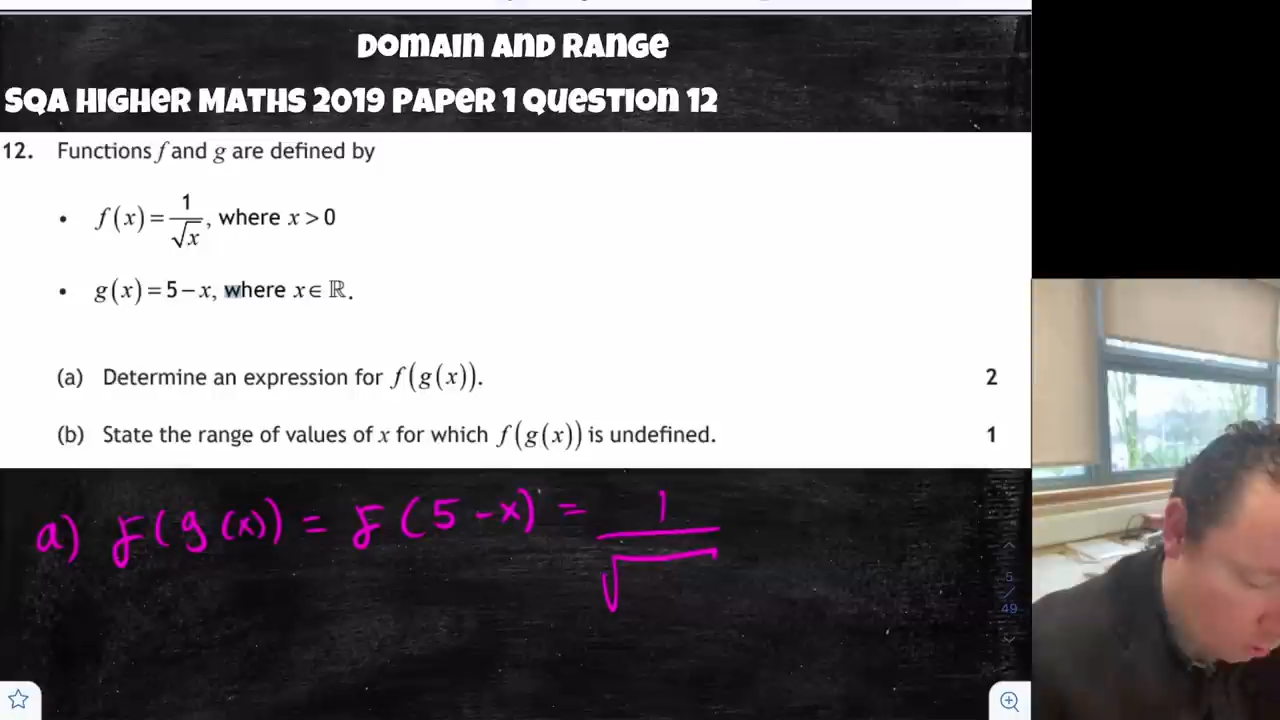 DOMAIN AND RANGE
SQA HIGHER MATHS 2019 PAPER 1 QUESTION 12
12. Functions f and g are defined by
• f(x) = 1/√x, where x > 0
• g(x) = 5 − x, where x ∈ ℝ.
(a) Determine an expression for f(g(x)). 2
(b) State the range of values of x for which f(g(x)) is undefined. 1
a) f(g(x)) = f(5 - x) = 1/√
5
/
49